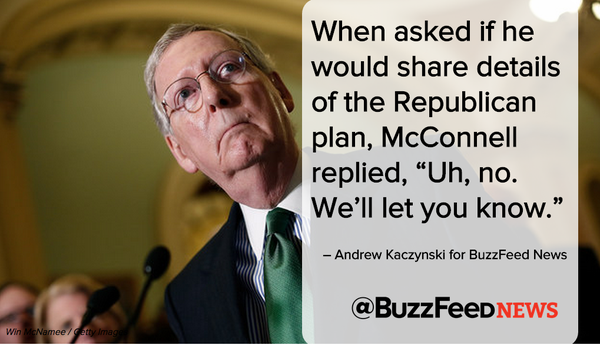 When asked if he
would share details
of the Republican
plan, McConnell
replied, “Uh, no.
We’ll let you know.”
– Andrew Kaczynski for BuzzFeed News
@BuzzFeedNEWS
Win McNamee / Getty Images